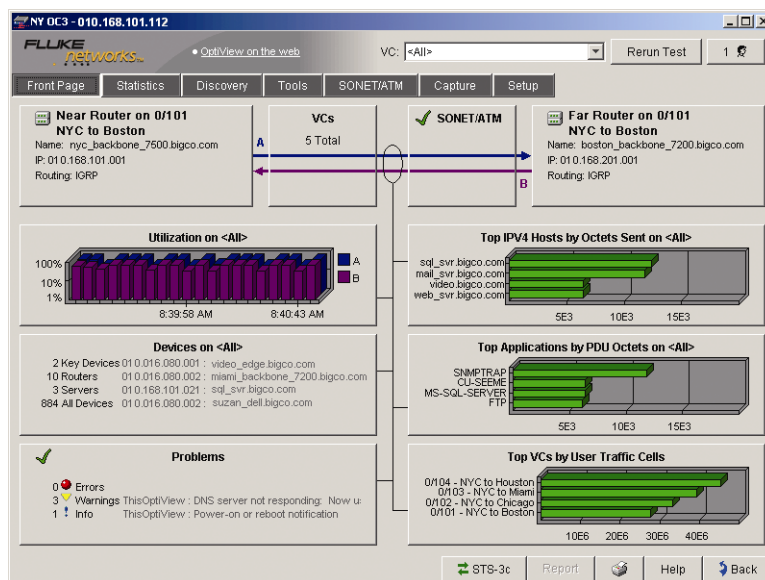 NY OC3 - 010.168.101.112
FLUKE networks™
• OptiView on the web
VC: <All>
Rerun Test
1
Front Page
Statistics
Discovery
Tools
SONET/ATM
Capture
Setup
Near Router on 0/101
NYC to Boston
Name: nyc_backbone_7500.bigco.com
IP: 010.168.101.001
Routing: IGRP
A
VCs
5 Total
SONET/ATM
B
Far Router on 0/101
NYC to Boston
Name: boston_backbone_7200.bigco.com
IP: 010.168.201.001
Routing: IGRP
Utilization on <All>
100%
10%
1%
A
B
8:39:58 AM
8:40:43 AM
Top IPV4 Hosts by Octets Sent on <All>
sql_svr.bigco.com
mail_svr.bigco.com
video.bigco.com
web_svr.bigco.com
5E3 10E3 15E3
Devices on <All>
2 Key Devices 010.016.080.001 : video_edge.bigco.com
10 Routers 010.016.080.002 : miami_backbone_7200.bigco.com
3 Servers 010.168.101.021 : sql_svr.bigco.com
884 All Devices 010.016.080.002 : suzan_dell.bigco.com
Top Applications by PDU Octets on <All>
SNMPTRAP
CU-SEEME
MS-SQL-SERVER
FTP
5E3 10E3 15E3
Problems
0 Errors
3 Warnings ThisOptiView : DNS server not responding: Now u:
1 Info ThisOptiView : Power-on or reboot notification
Top VCs by User Traffic Cells
0/104 - NYC to Houston
0/103 - NYC to Miami
0/102 - NYC to Chicago
0/101 - NYC to Boston
10E6 20E6 30E6 40E6
STS-3c
Report
Help
Back